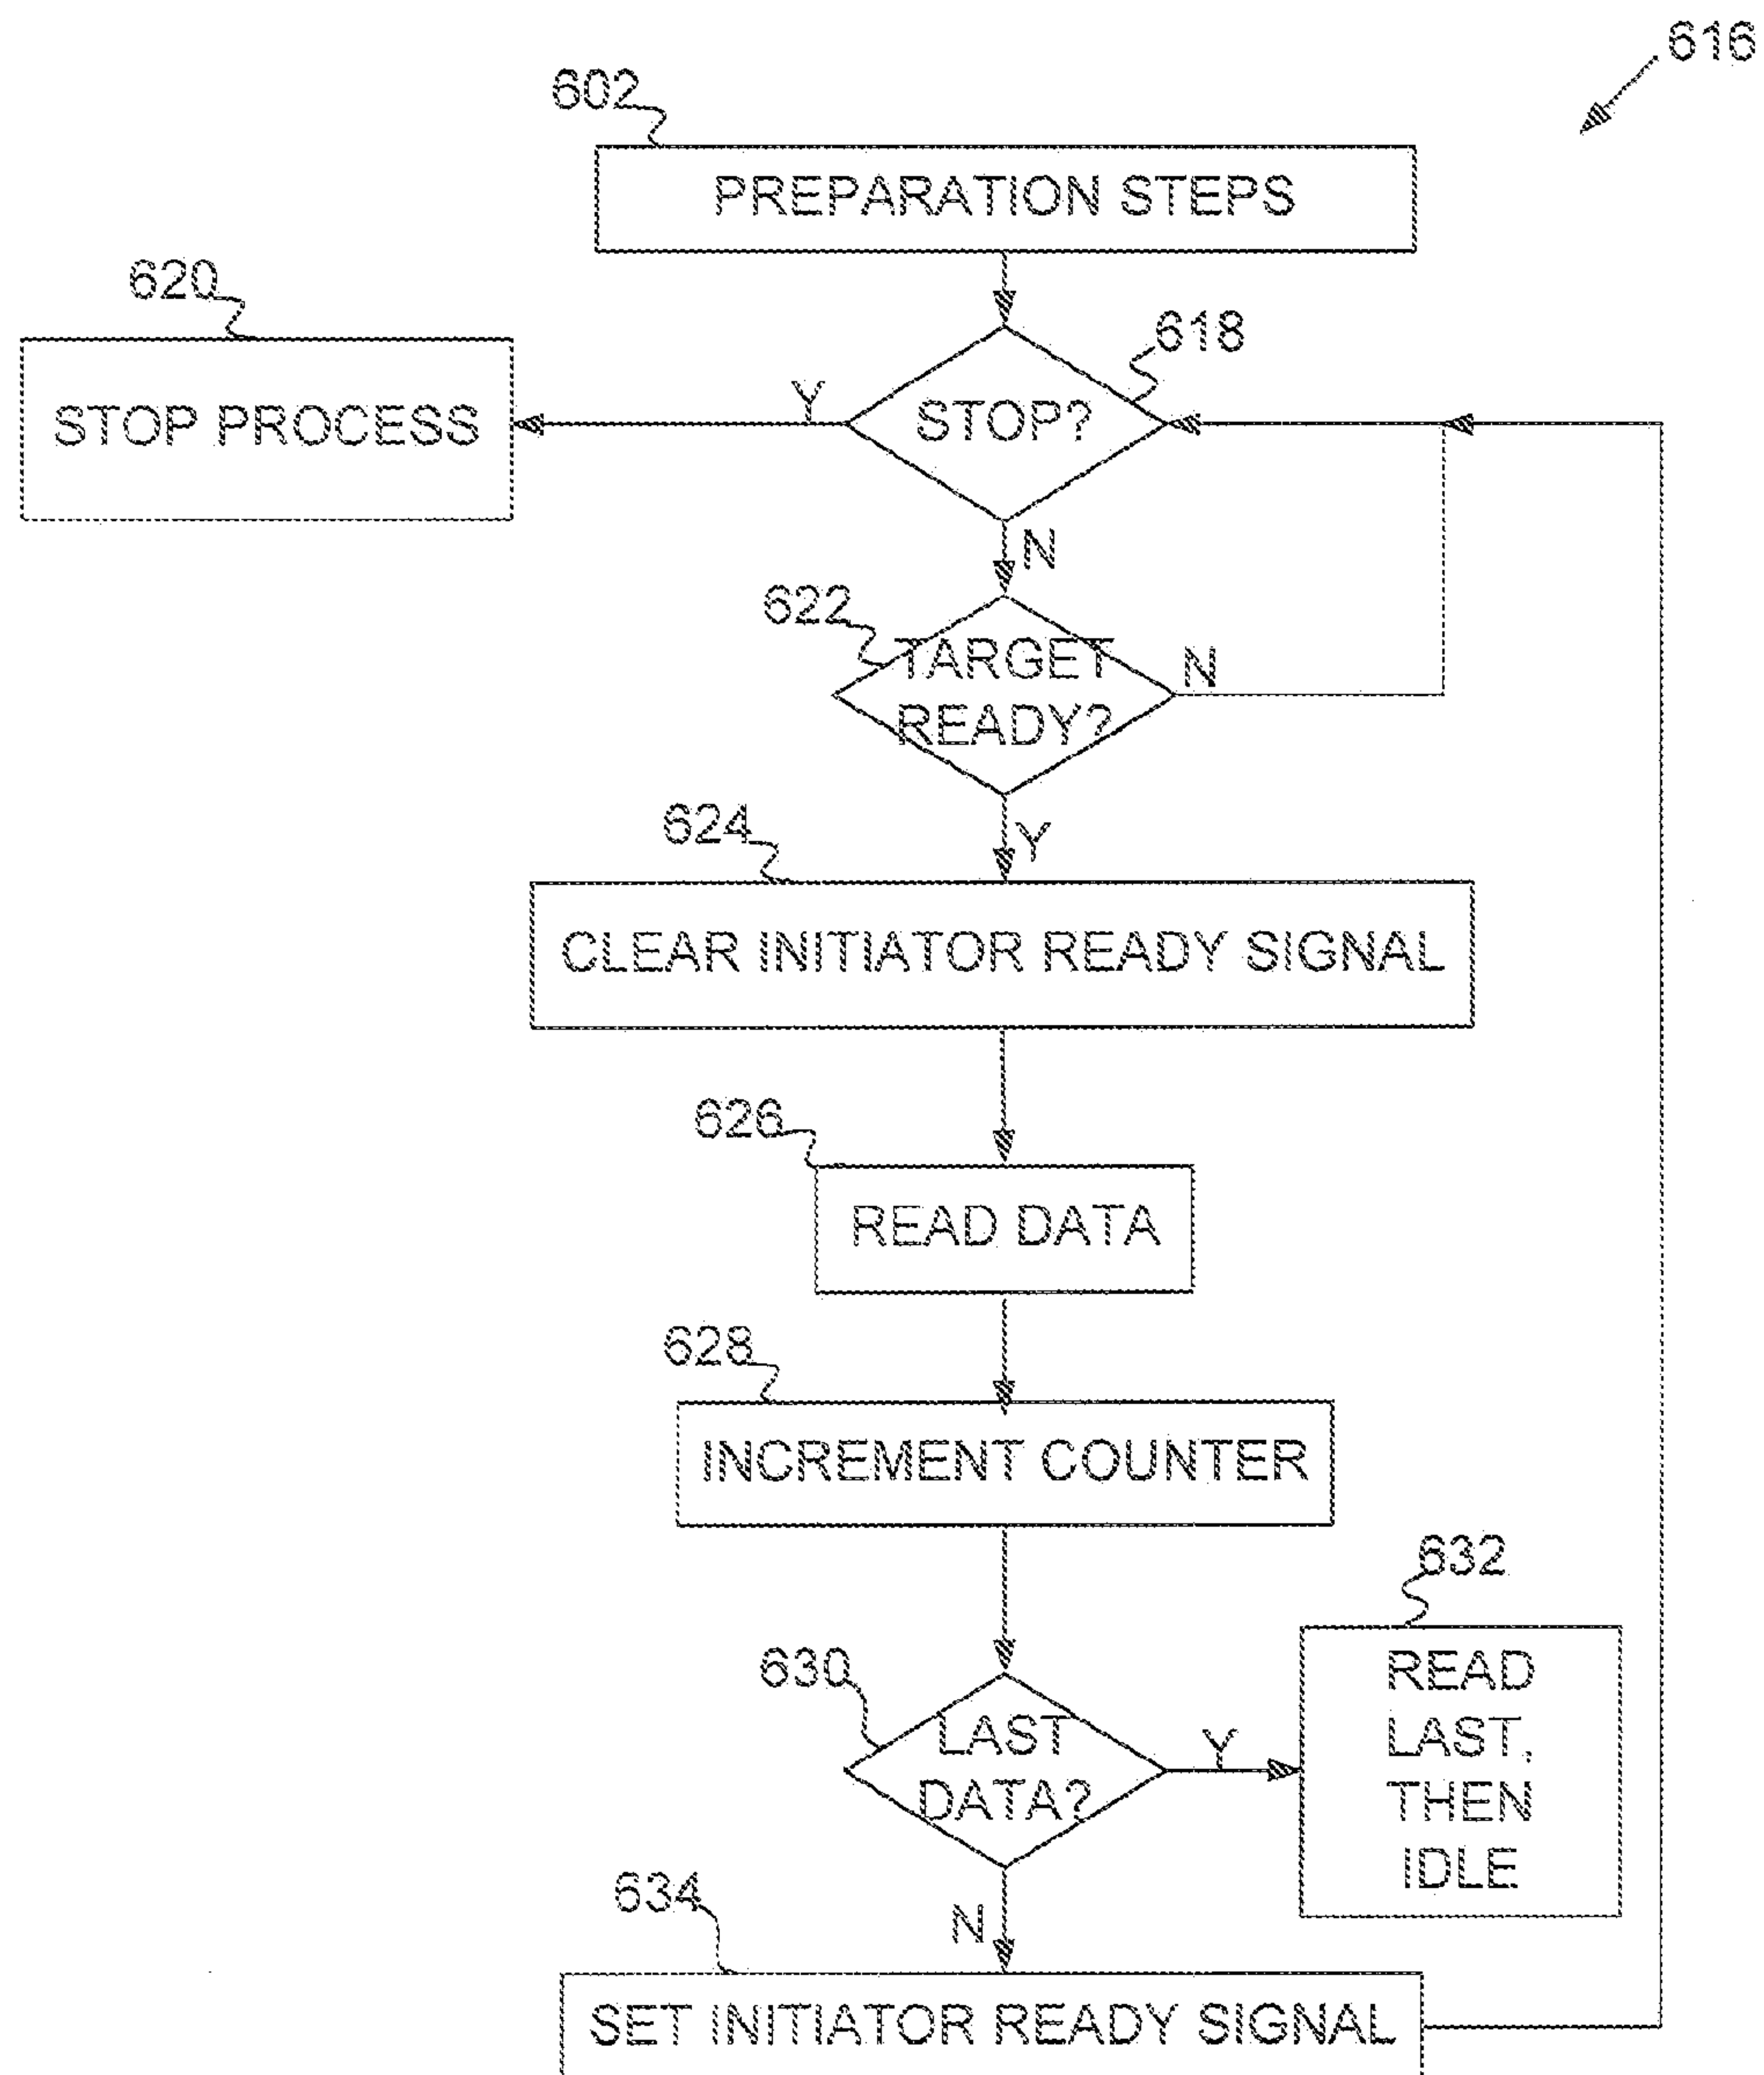 616
602
PREPARATION STEPS
620
618
STOP PROCESS
Y
STOP?
N
622
TARGET
READY?
N
624
Y
CLEAR INITIATOR READY SIGNAL
626
READ DATA
628
INCREMENT COUNTER
632
630
LAST
DATA?
Y
READ
LAST,
THEN
IDLE
634
N
SET INITIATOR READY SIGNAL